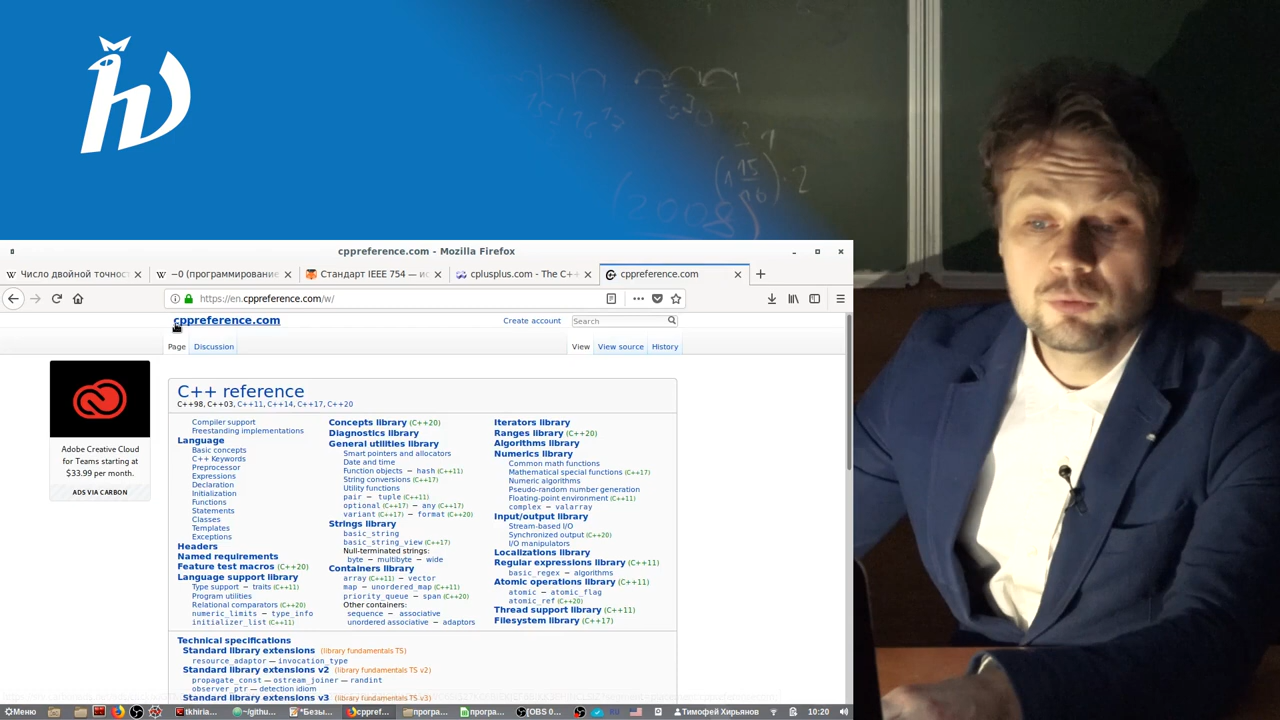 cppreference.com - Mozilla Firefox
Число двойной точност
−0 (программирование
Стандарт IEEE 754 — ис
cplusplus.com - The C++
cppreference.com
https://en.cppreference.com/w/
cppreference.com
Create account
Search
Page Discussion View View source History
C++ reference
C++98, C++03, C++11, C++14, C++17, C++20
Compiler support
Freestanding implementations
Language
Basic concepts
C++ Keywords
Preprocessor
Expressions
Declaration
Initialization
Functions
Statements
Classes
Templates
Exceptions
Headers
Named requirements
Feature test macros (C++20)
Language support library
Type support − traits (C++11)
Program utilities
Relational comparators (C++20)
numeric_limits − type_info
initializer_list (C++11)
Concepts library (C++20)
Diagnostics library
General utilities library
Smart pointers and allocators
Date and time
Function objects − hash (C++11)
String conversions (C++17)
Utility functions
pair − tuple (C++11)
optional (C++17) − any (C++17)
variant (C++17) − format (C++20)
Strings library
basic_string
basic_string_view (C++17)
Null-terminated strings:
byte − multibyte − wide
Containers library
array (C++11) − vector
map − unordered_map (C++11)
priority_queue − span (C++20)
Other containers:
sequence − associative
unordered associative − adaptors
Iterators library
Ranges library (C++20)
Algorithms library
Numerics library
Common math functions
Mathematical special functions (C++17)
Numeric algorithms
Pseudo-random number generation
Floating-point environment (C++11)
complex − valarray
Input/output library
Stream-based I/O
Synchronized output (C++20)
I/O manipulators
Localizations library
Regular expressions library (C++11)
basic_regex − algorithms
Atomic operations library (C++11)
atomic − atomic_flag
atomic_ref (C++20)
Thread support library (C++11)
Filesystem library (C++17)
Technical specifications
Standard library extensions (library fundamentals TS)
resource_adaptor — invocation_type
Standard library extensions v2 (library fundamentals TS v2)
propagate_const — ostream_joiner — randint
observer_ptr — detection idiom
Standard library extensions v3 (library fundamentals TS v3)
Adobe Creative Cloud
for Teams starting at
$33.99 per month.
ADS VIA CARBON
Меню tkhiria ~/githu *Безы cppref програ програ [OBS 0 Тимофей Хирьянов 10:20